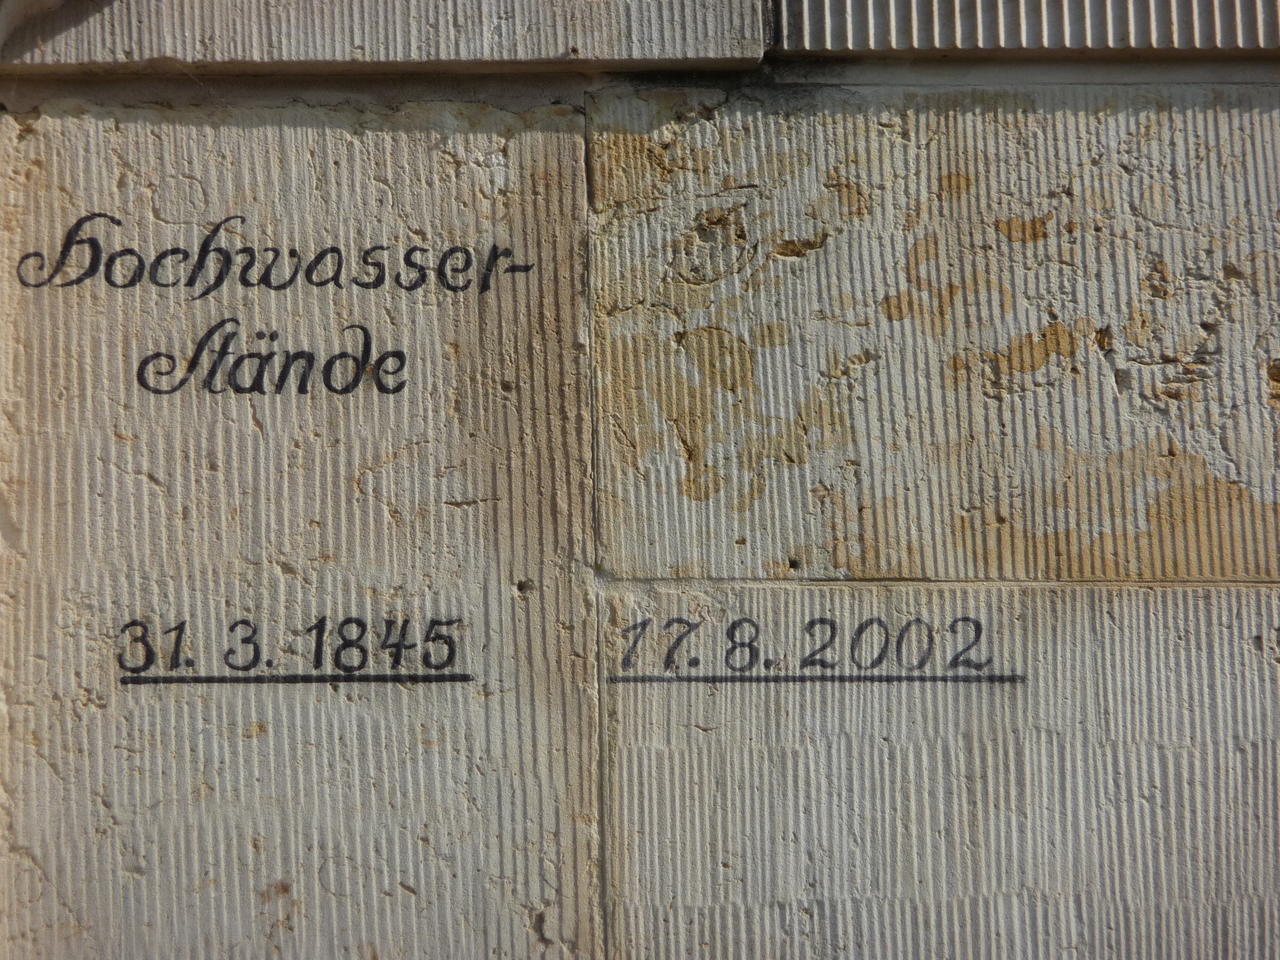 Hochwasser-
Stände
31. 3. 1845
17. 8. 2002